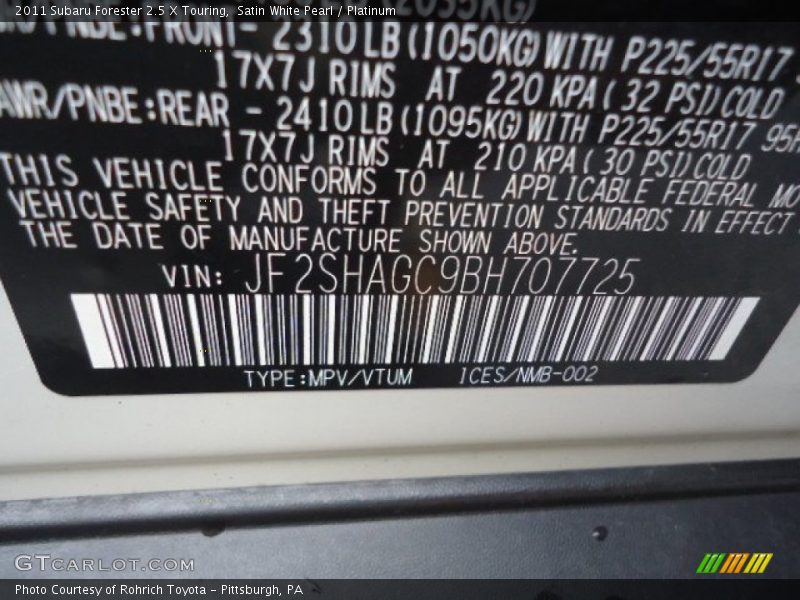 2011 Subaru Forester 2.5 X Touring, Satin White Pearl / Platinum
FRONT- 2310 LB (1050KG) WITH P225/55R17
17X7J RIMS AT 220 KPA ( 32 PSI) COLD
AWR/PNBE:REAR - 2410 LB (1095KG) WITH P225/55R17 95H
17X7J RIMS AT 210 KPA ( 30 PSI) COLD
THIS VEHICLE CONFORMS TO ALL APPLICABLE FEDERAL MO
VEHICLE SAFETY AND THEFT PREVENTION STANDARDS IN EFFECT
THE DATE OF MANUFACTURE SHOWN ABOVE.
VIN: JF2SHAGC9BH707725
TYPE:MPV/VTUM ICES/NMB-002
GTCARLOT.COM
Photo Courtesy of Rohrich Toyota - Pittsburgh, PA